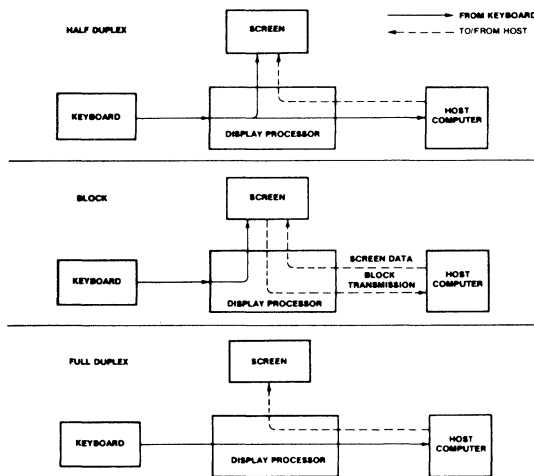 HALF DUPLEX
SCREEN
FROM KEYBOARD
TO/FROM HOST
KEYBOARD
DISPLAY PROCESSOR
HOST
COMPUTER
BLOCK
SCREEN
KEYBOARD
DISPLAY PROCESSOR
SCREEN DATA
BLOCK
TRANSMISSION
HOST
COMPUTER
FULL DUPLEX
SCREEN
KEYBOARD
DISPLAY PROCESSOR
HOST
COMPUTER